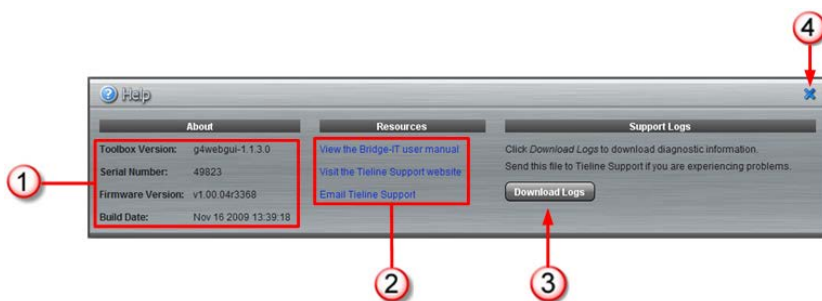 4
Help
About
Toolbox Version: g4webgui-1.1.3.0
Serial Number: 49823
Firmware Version: v1.00.04r3368
Build Date: Nov 16 2009 13:39:18
Resources
View the Bridge-IT user manual
Visit the Tieline Support website
Email Tieline Support
Support Logs
Click Download Logs to download diagnostic information.
Send this file to Tieline Support if you are experiencing problems.
Download Logs
1
2
3